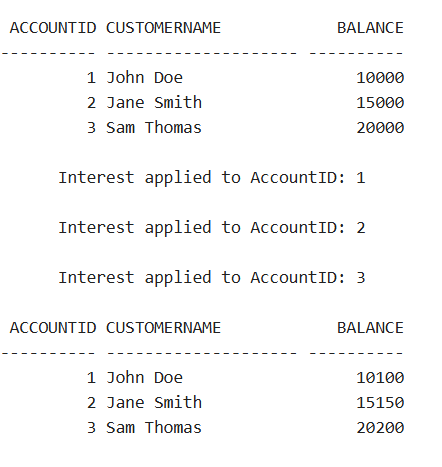 ACCOUNTID CUSTOMERNAME            BALANCE
---------- -------------------- ----------
         1 John Doe                  10000
         2 Jane Smith                15000
         3 Sam Thomas                20000
Interest applied to AccountID: 1
Interest applied to AccountID: 2
Interest applied to AccountID: 3
ACCOUNTID CUSTOMERNAME            BALANCE
---------- -------------------- ----------
         1 John Doe                  10100
         2 Jane Smith                15150
         3 Sam Thomas                20200